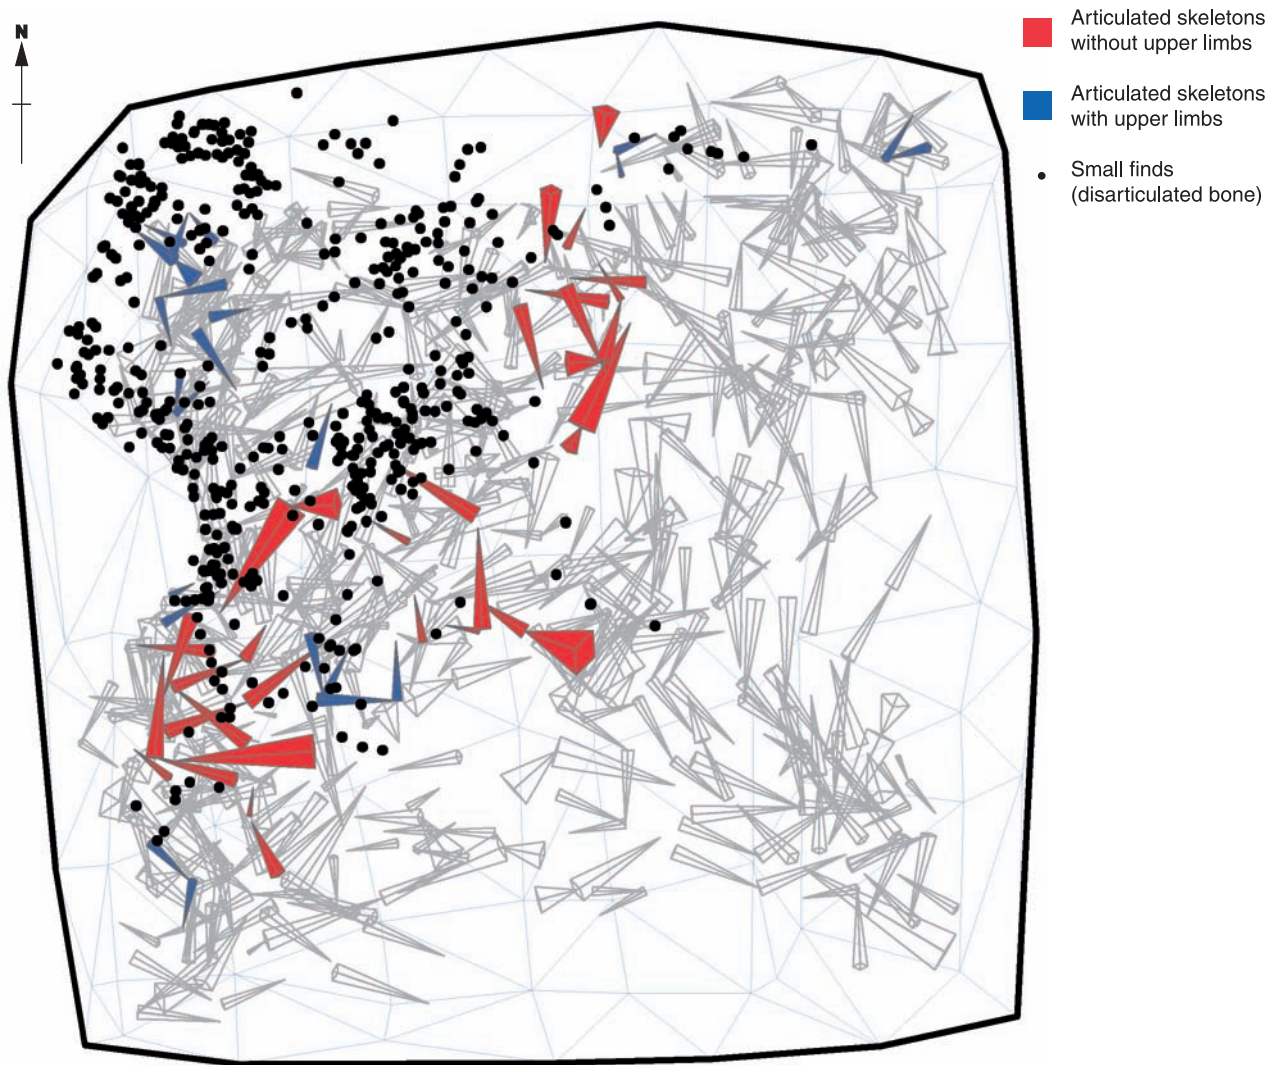 N
Articulated skeletons
without upper limbs
Articulated skeletons
with upper limbs
Small finds
(disarticulated bone)